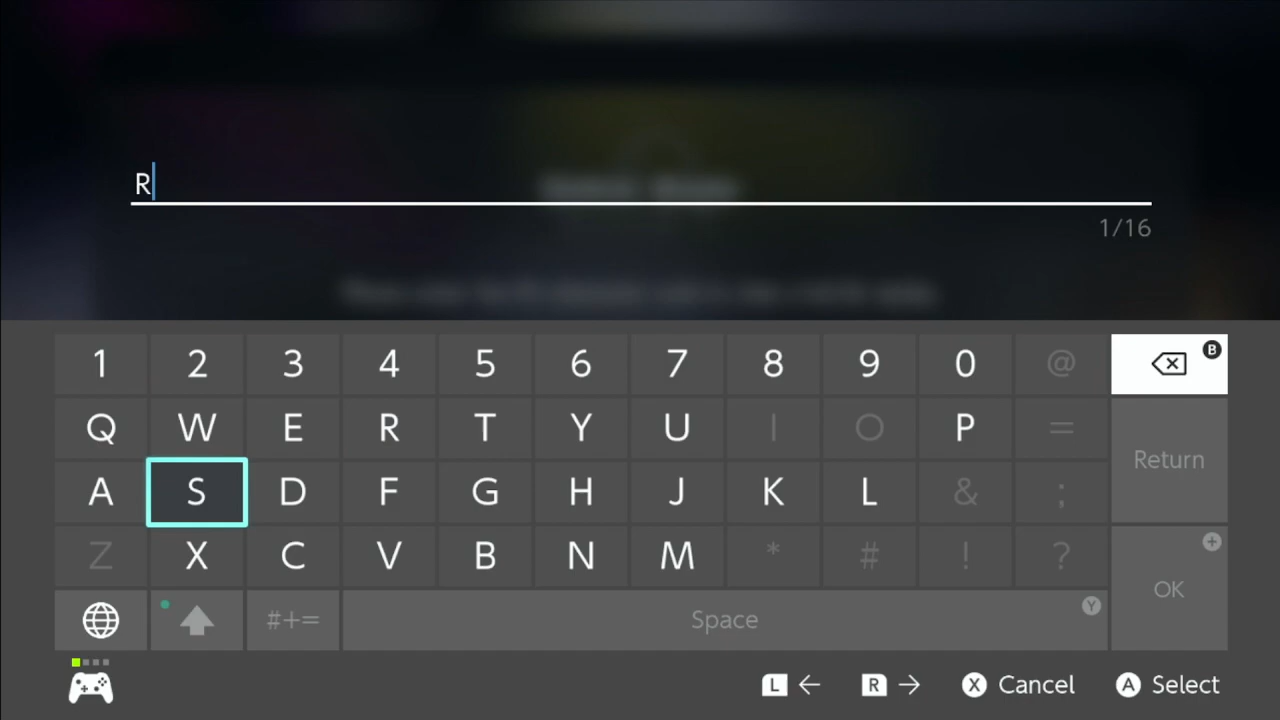 R
1/16
1 2 3 4 5 6 7 8 9 0 @ B
Q W E R T Y U I O P = Return
A S D F G H J K L & ;
Z X C V B N M * # ! ? + OK
#+= Space Y
L ← R → X Cancel A Select